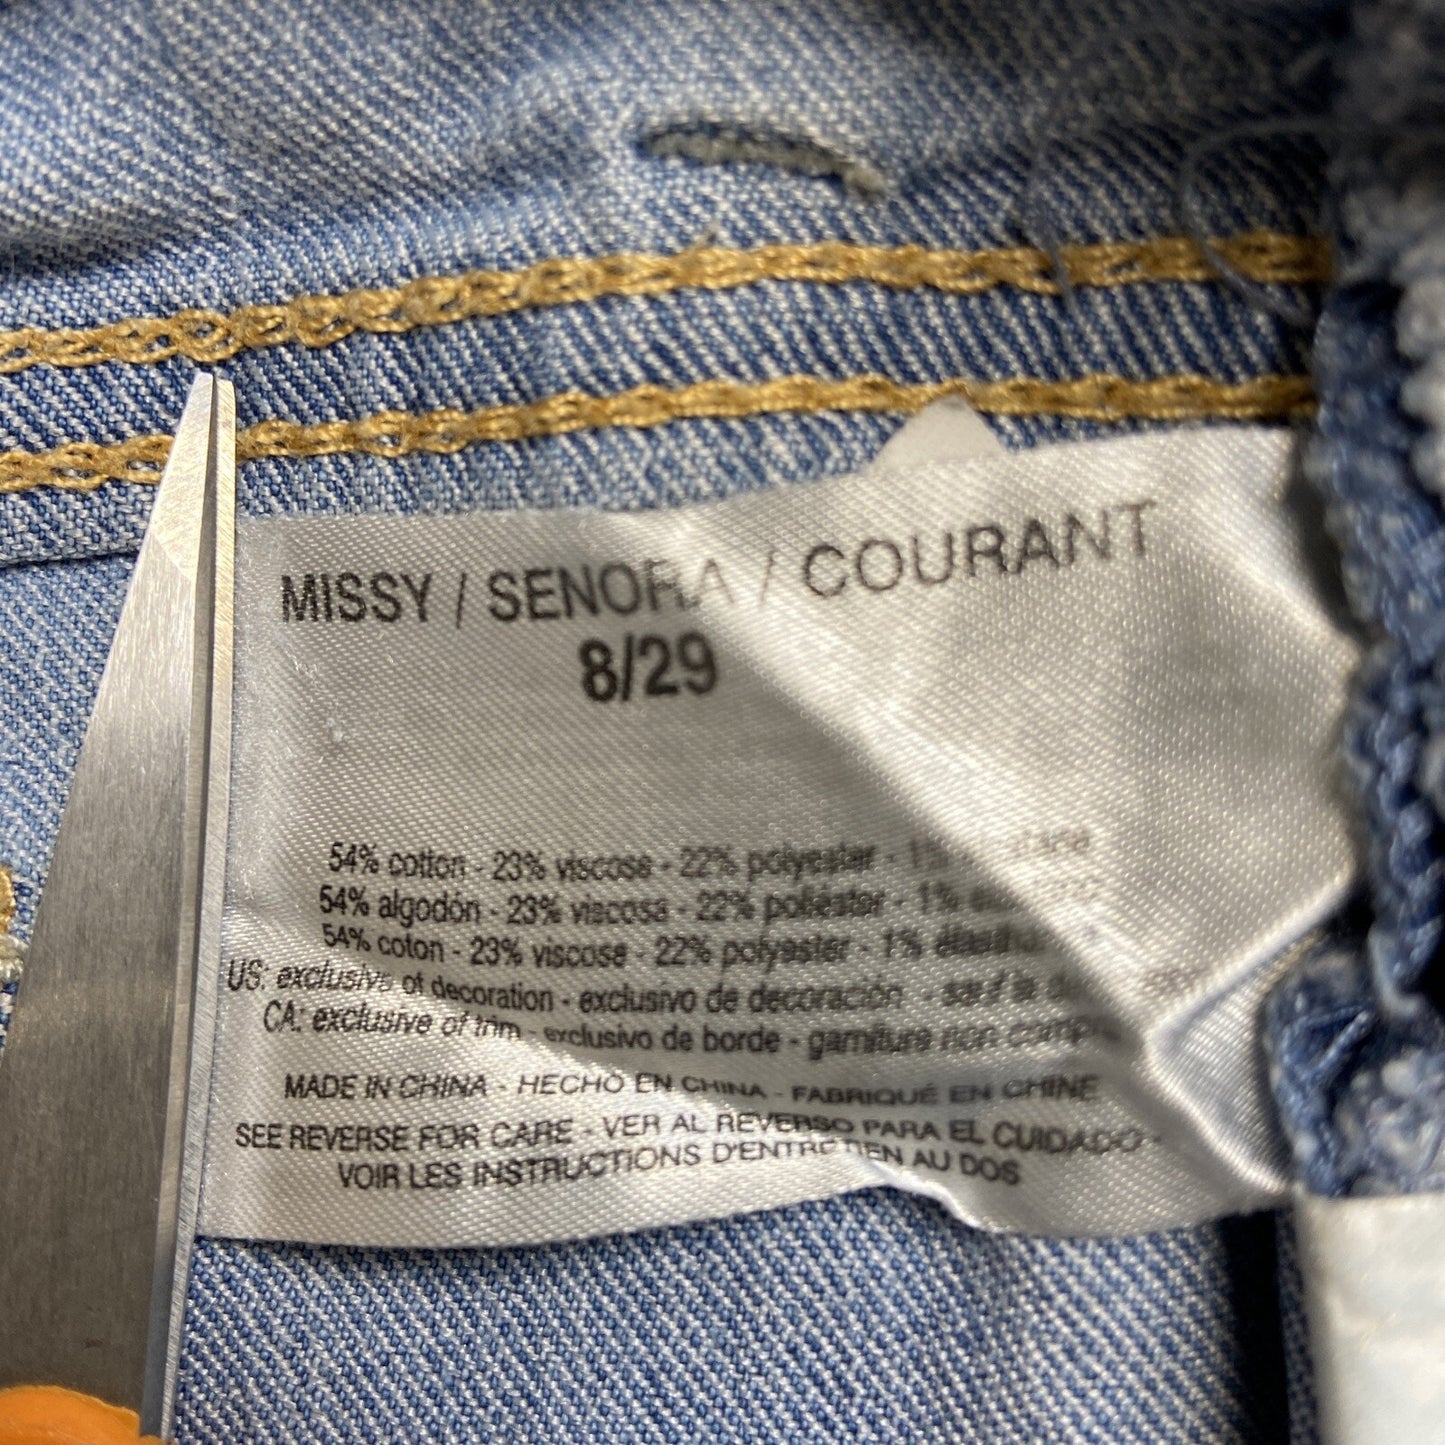 MISSY / SENORA / COURANT
8/29
54% cotton - 23% viscose - 22% polyester - 1%
54% algodón - 23% viscosa - 22% poliéster - 1%
54% coton - 23% viscose - 22% polyester - 1%
US: exclusive of decoration - exclusivo de decoración - sauf la
CA: exclusive of trim - exclusivo de borde - garniture non
MADE IN CHINA - HECHO EN CHINA - FABRIQUÉ EN CHINE
SEE REVERSE FOR CARE - VER AL REVERSO PARA EL CUIDADO -
VOIR LES INSTRUCTIONS D'ENTRETIEN AU DOS